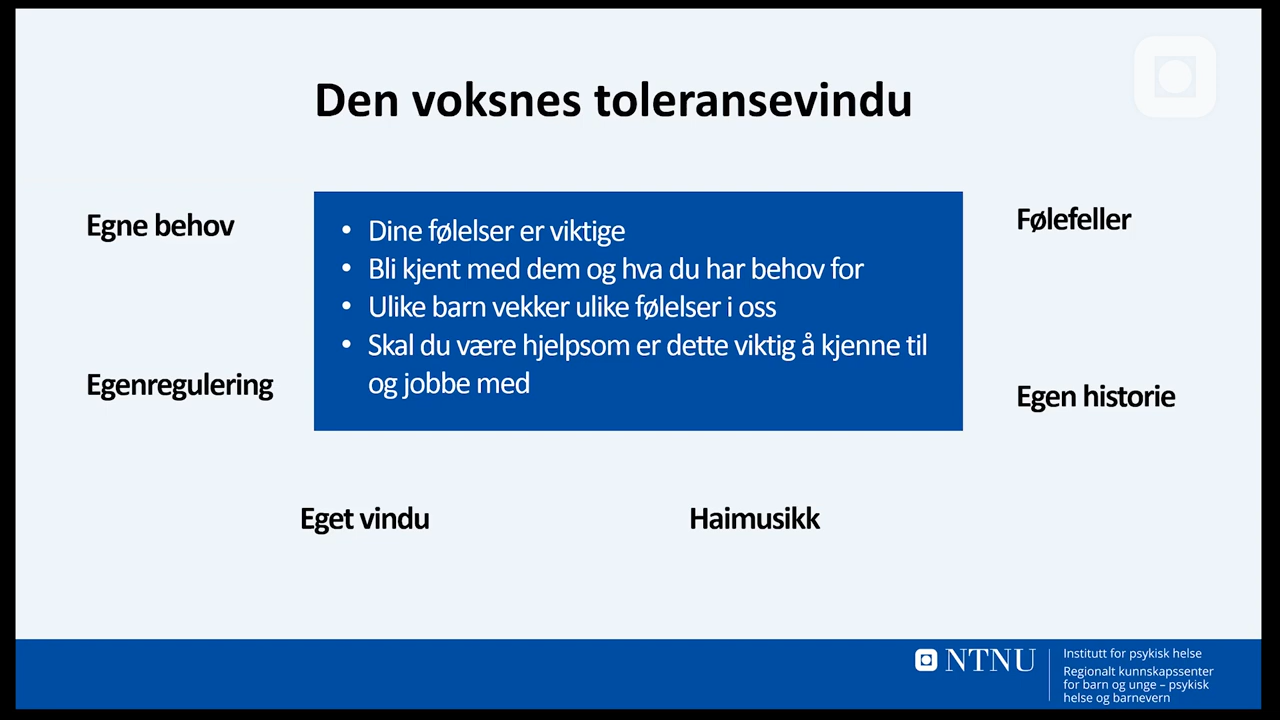 Den voksnes toleransevindu
Egne behov
Følefeller
• Dine følelser er viktige
• Bli kjent med dem og hva du har behov for
• Ulike barn vekker ulike følelser i oss
• Skal du være hjelpsom er dette viktig å kjenne til
og jobbe med
Egenregulering
Egen historie
Eget vindu
Haimusikk
NTNU
Institutt for psykisk helse
Regionalt kunnskapssenter
for barn og unge – psykisk
helse og barnevern